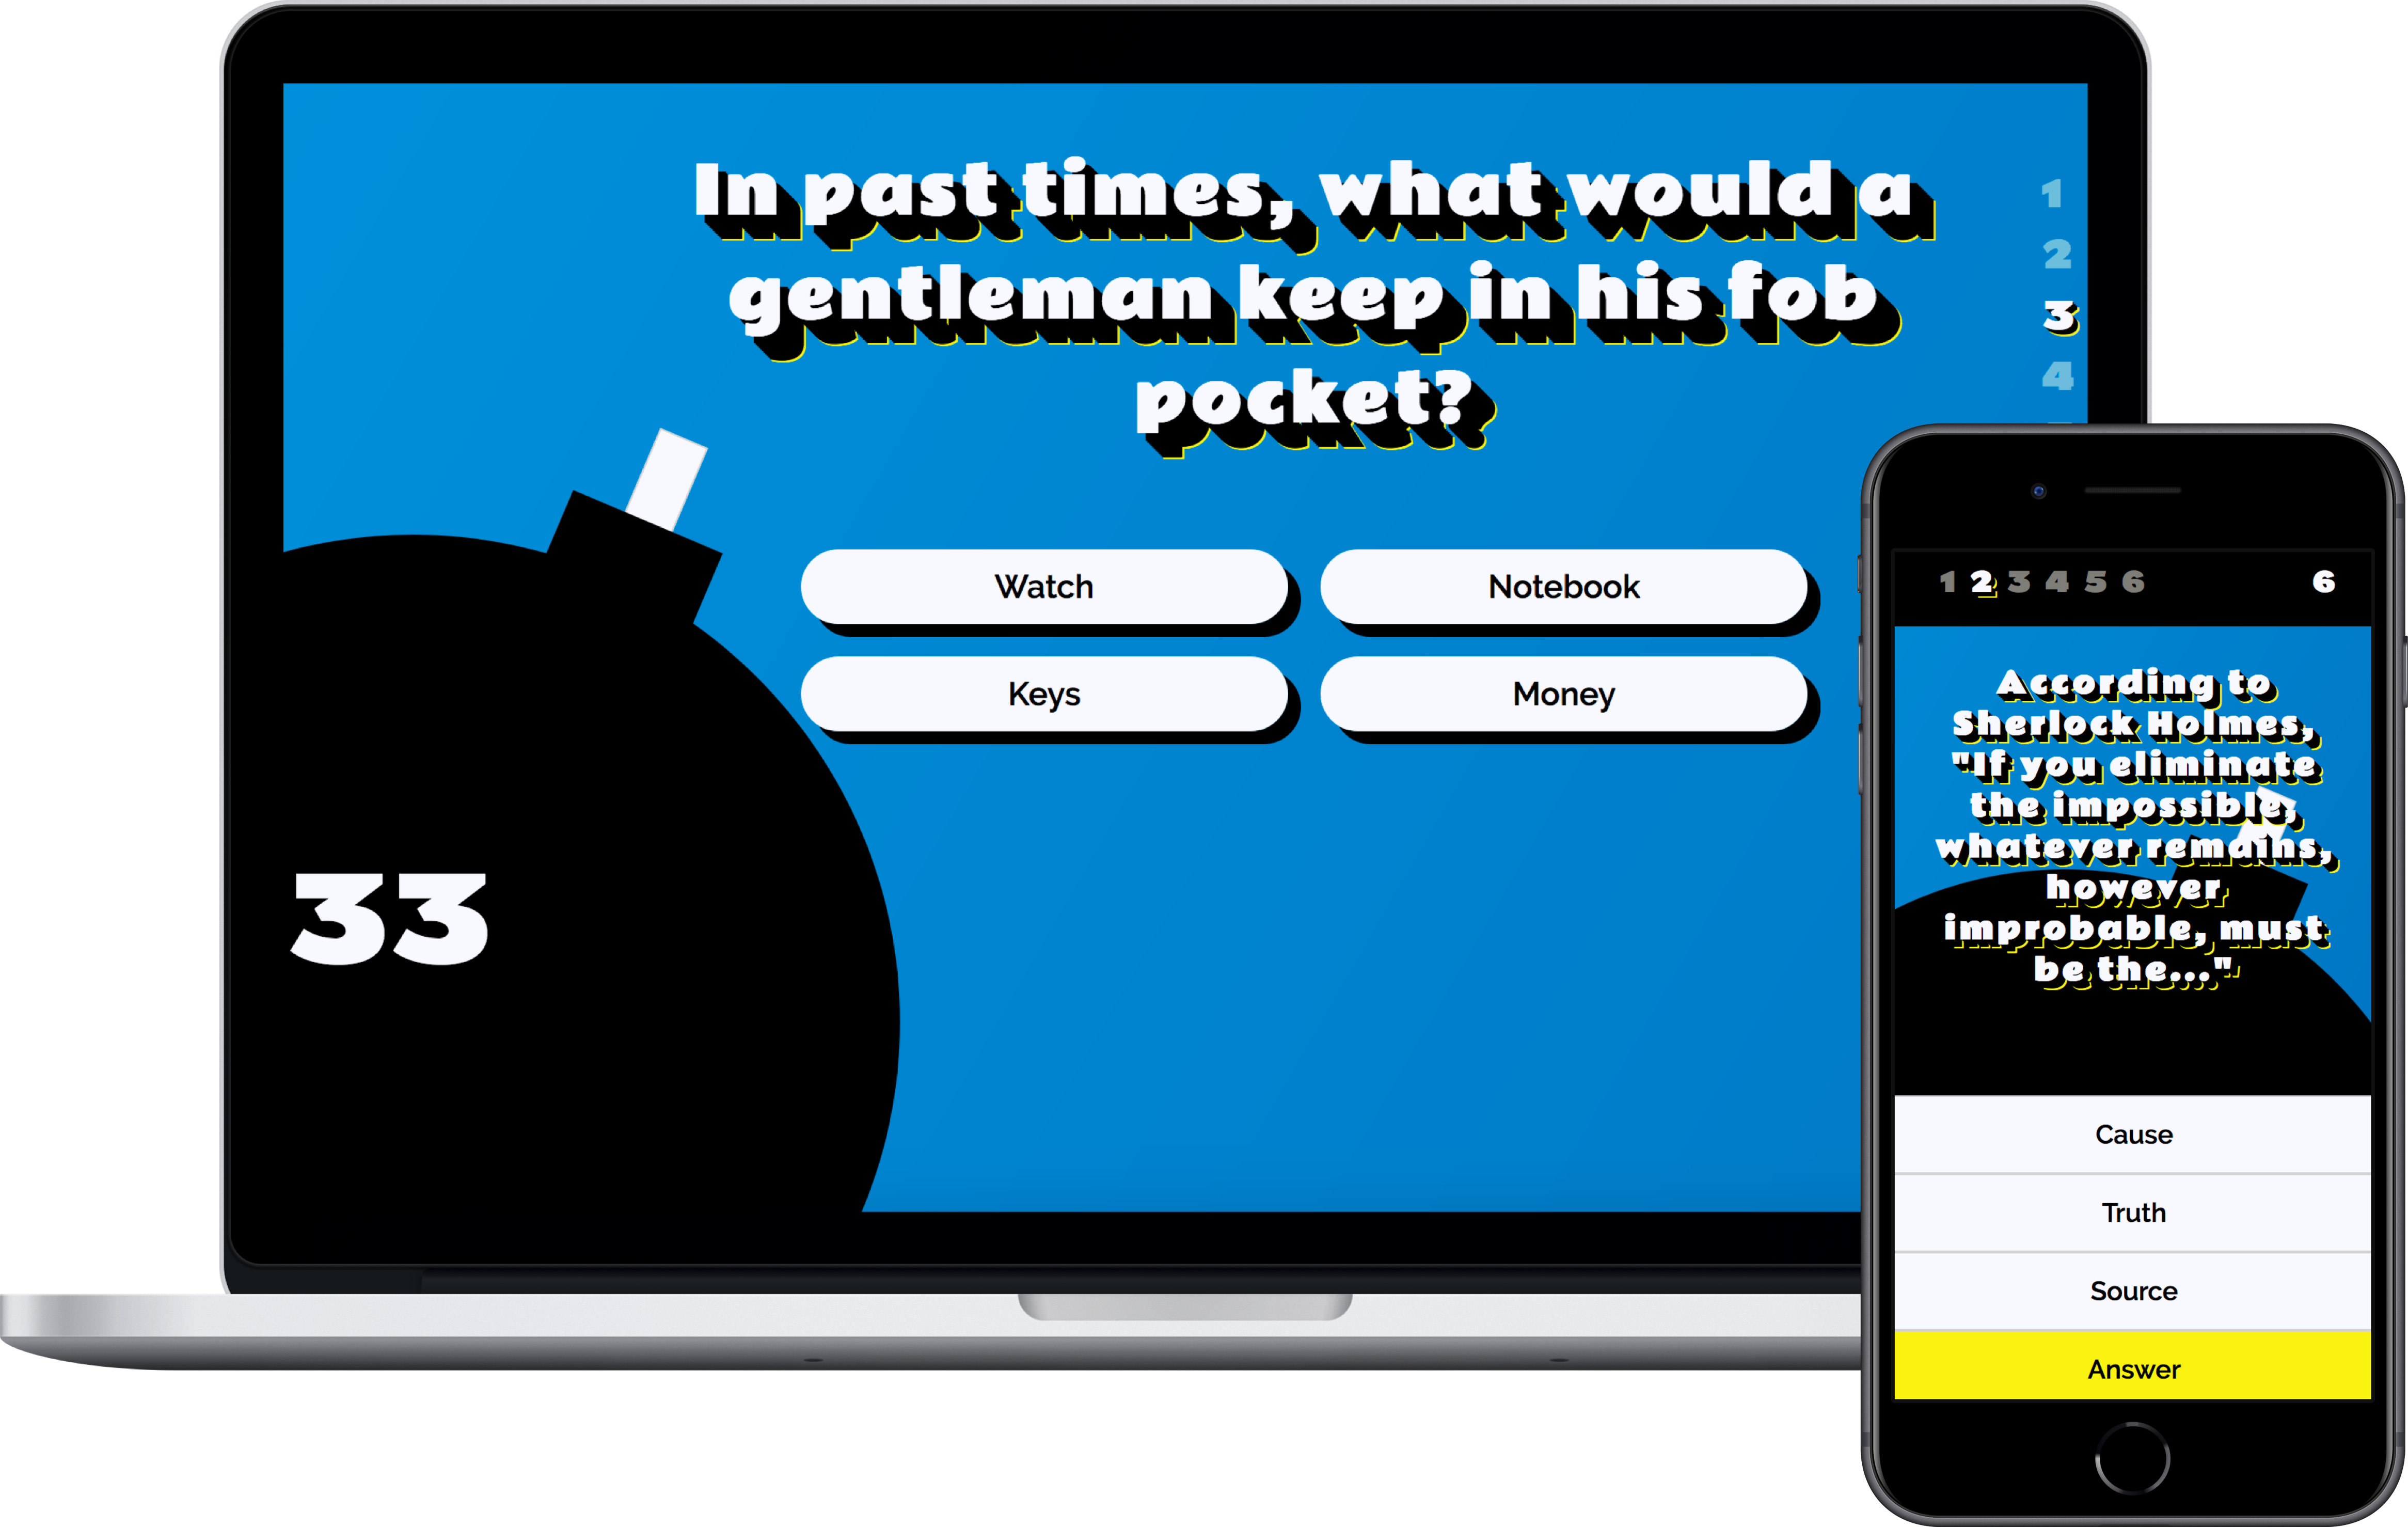 In past times, what would a
gentleman keep in his fob
pocket?
1
2
3
4
Watch
Notebook
Keys
Money
33
1 2 3 4 5 6
6
According to
Sherlock Holmes,
"If you eliminate
the impossible,
whatever remains,
however
improbable, must
be the..."
Cause
Truth
Source
Answer